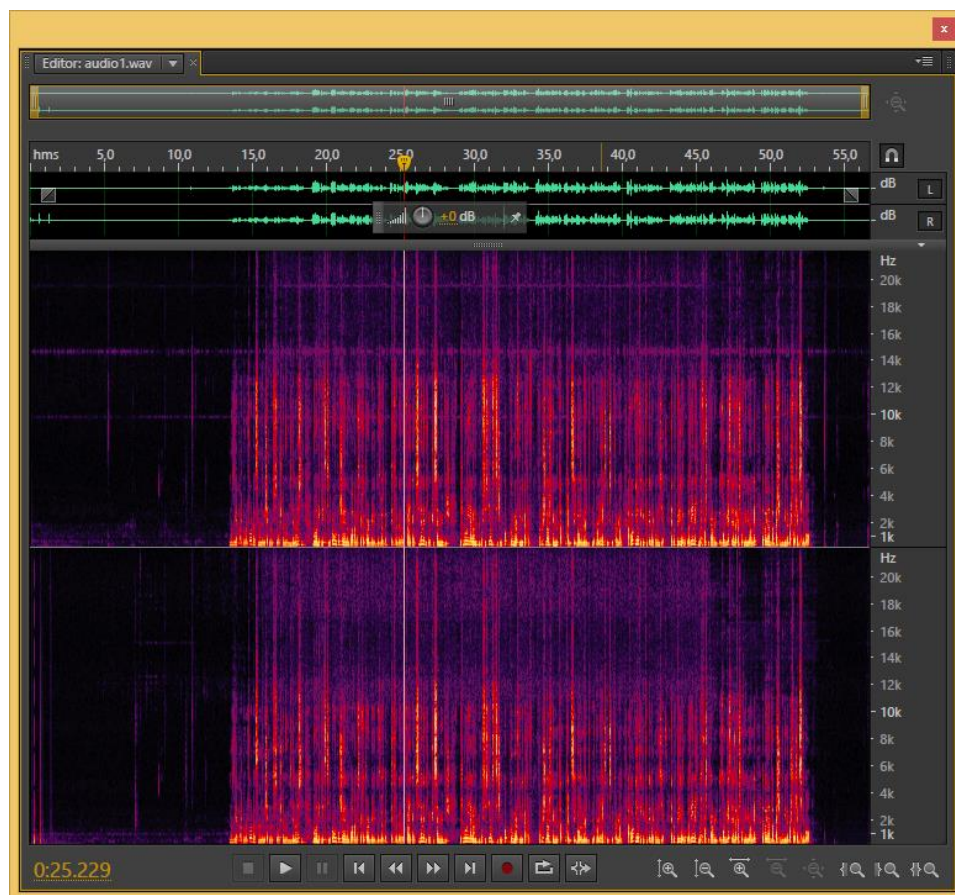 x
Editor: audio1.wav
hms 5,0 10,0 15,0 20,0 25,0 30,0 35,0 40,0 45,0 50,0 55,0
dB L
+0 dB
dB R
Hz
20k
18k
16k
14k
12k
10k
8k
6k
4k
2k
1k
Hz
20k
18k
16k
14k
12k
10k
8k
6k
4k
2k
1k
0:25.229